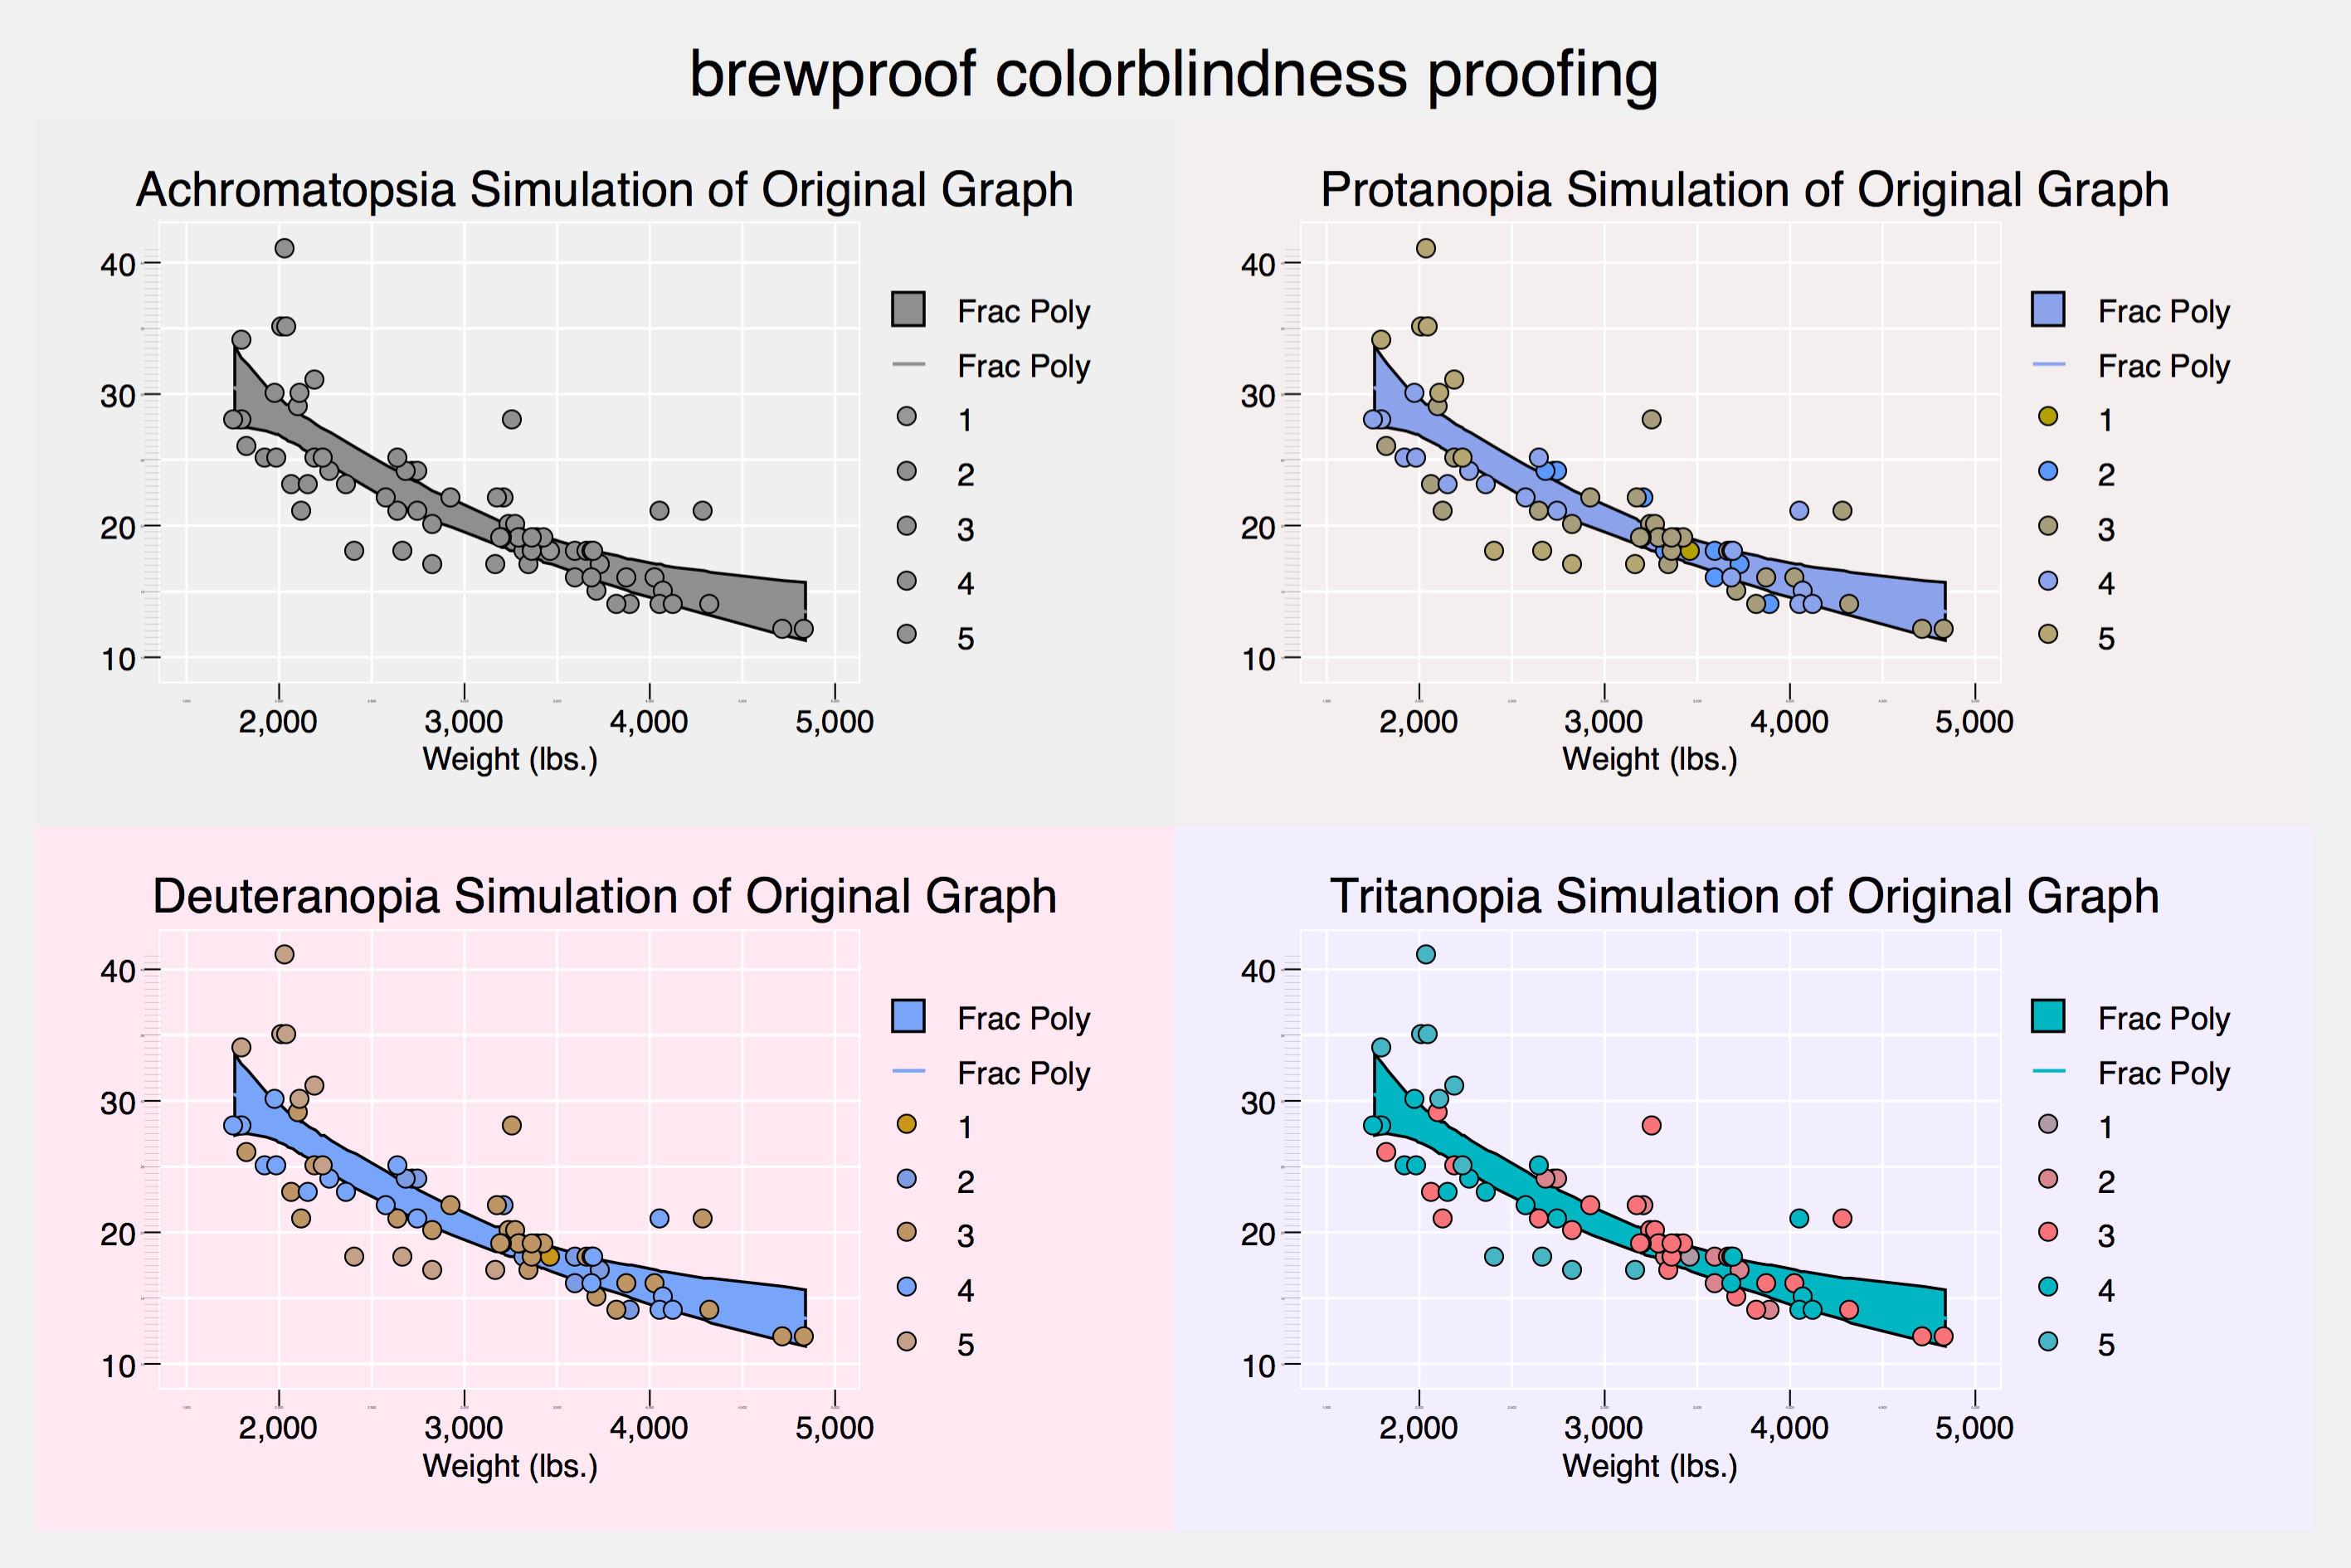 brewproof colorblindness proofing
Achromatopsia Simulation of Original Graph
40
30
20
10
2,000 3,000 4,000 5,000
Weight (lbs.)
Frac Poly
Frac Poly
1
2
3
4
5
Protanopia Simulation of Original Graph
40
30
20
10
2,000 3,000 4,000 5,000
Weight (lbs.)
Frac Poly
Frac Poly
1
2
3
4
5
Deuteranopia Simulation of Original Graph
40
30
20
10
2,000 3,000 4,000 5,000
Weight (lbs.)
Frac Poly
Frac Poly
1
2
3
4
5
Tritanopia Simulation of Original Graph
40
30
20
10
2,000 3,000 4,000 5,000
Weight (lbs.)
Frac Poly
Frac Poly
1
2
3
4
5